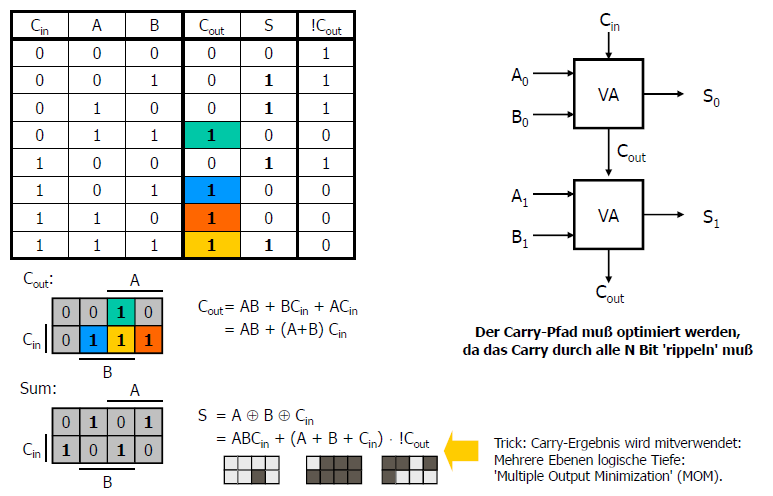 Cin A B Cout S !Cout
0 0 0 0 0 1
0 0 1 0 1 1
0 1 0 0 1 1
0 1 1 1 0 0
1 0 0 0 1 1
1 0 1 1 0 0
1 1 0 1 0 0
1 1 1 1 1 0
Cin
A0
B0
VA
S0
Cout
A1
B1
VA
S1
Cout
Der Carry-Pfad muß optimiert werden,
da das Carry durch alle N Bit 'rippeln' muß
Cout:
A
0 0 1 0
Cin 0 1 1 1
B
Cout= AB + BCin + ACin
= AB + (A+B) Cin
Sum:
A
0 1 0 1
Cin 1 0 1 0
B
S = A ⊕ B ⊕ Cin
= ABCin + (A + B + Cin) · !Cout
Trick: Carry-Ergebnis wird mitverwendet:
Mehrere Ebenen logische Tiefe:
'Multiple Output Minimization' (MOM).